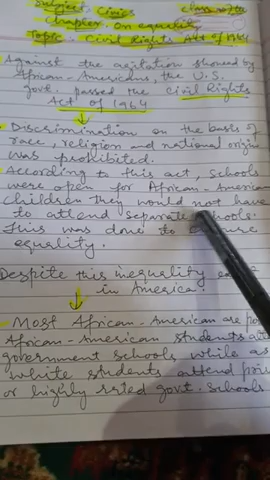 Subject Civics Class 7th
Chapter. On equality
Topic - Civil Rights Act of 1964
Against the agitation showed by
African-Americans, the U.S.
govt. passed the Civil Rights
Act of 1964
Discrimination on the basis of
race, religion and national origin
was prohibited.
According to this act, schools
were open for African-American
children they would not have
to attend separate schools.
This was done to ensure
equality.
Despite this inequality
in America.
Most African-American are po
African-American students att
government schools while as
white students attend priv
or highly rated govt. schools